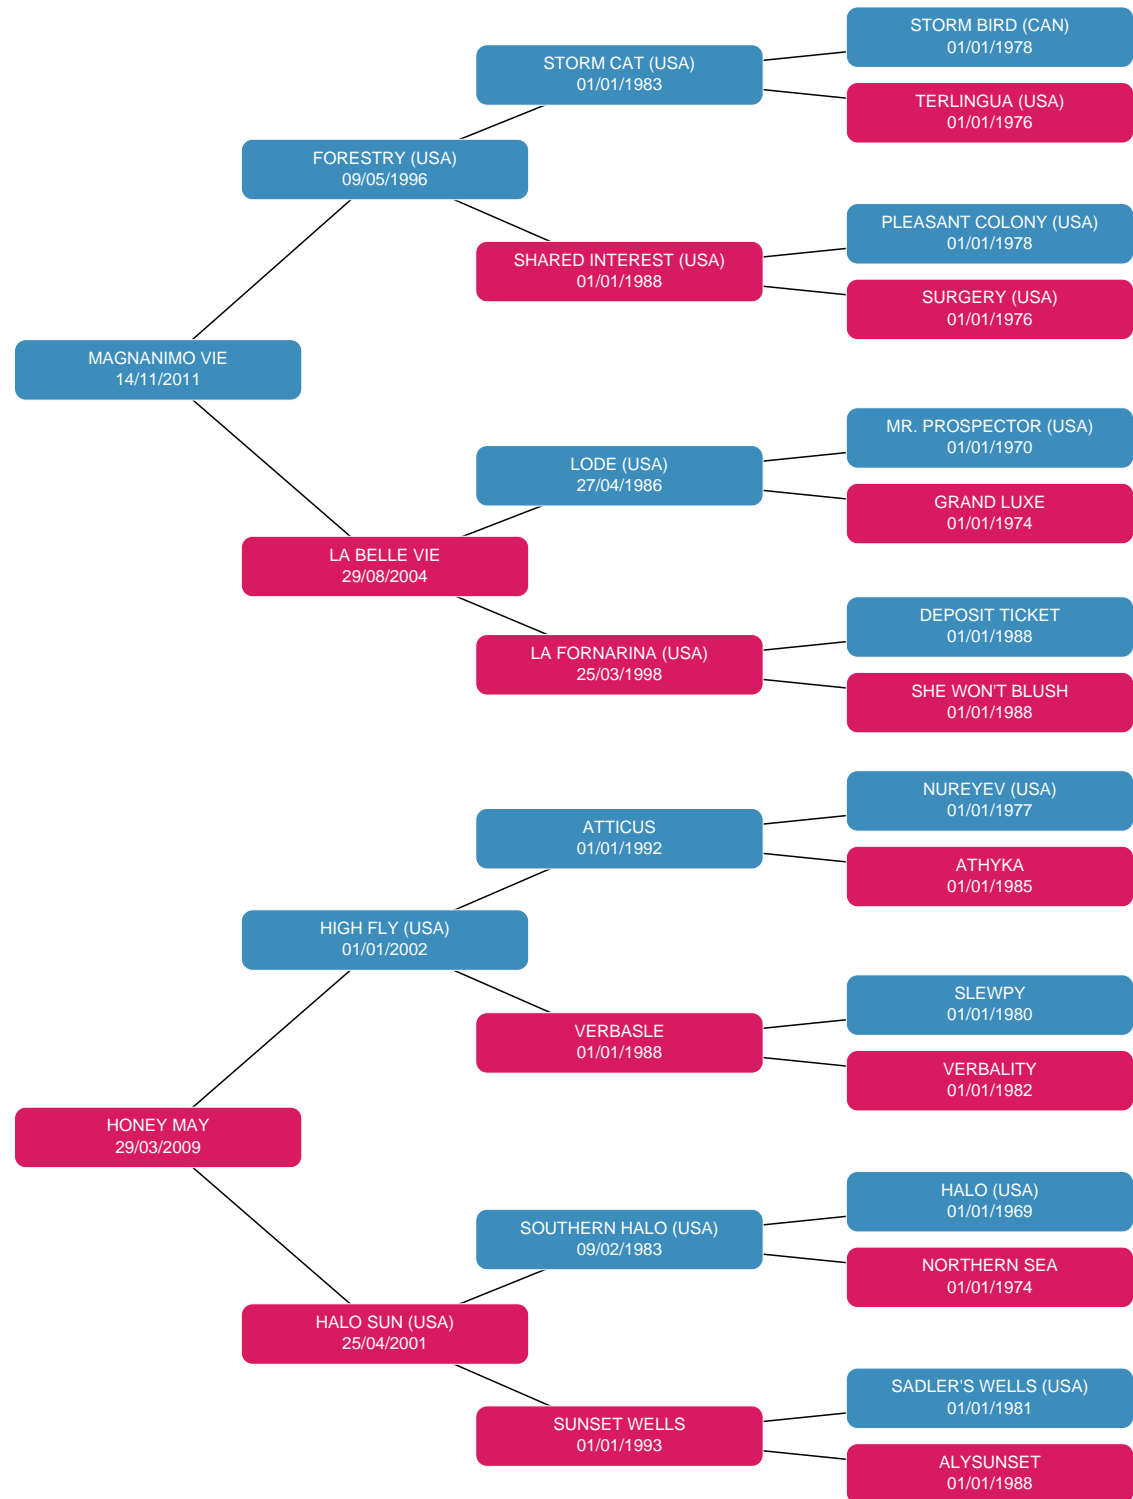 STORM BIRD (CAN)
01/01/1978
STORM CAT (USA)
01/01/1983
TERLINGUA (USA)
01/01/1976
FORESTRY (USA)
09/05/1996
PLEASANT COLONY (USA)
01/01/1978
SHARED INTEREST (USA)
01/01/1988
SURGERY (USA)
01/01/1976
MAGNANIMO VIE
14/11/2011
MR. PROSPECTOR (USA)
01/01/1970
LODE (USA)
27/04/1986
GRAND LUXE
01/01/1974
LA BELLE VIE
29/08/2004
DEPOSIT TICKET
01/01/1988
LA FORNARINA (USA)
25/03/1998
SHE WON'T BLUSH
01/01/1988
NUREYEV (USA)
01/01/1977
ATTICUS
01/01/1992
ATHYKA
01/01/1985
HIGH FLY (USA)
01/01/2002
SLEWPY
01/01/1980
VERBASLE
01/01/1988
VERBALITY
01/01/1982
HONEY MAY
29/03/2009
HALO (USA)
01/01/1969
SOUTHERN HALO (USA)
09/02/1983
NORTHERN SEA
01/01/1974
HALO SUN (USA)
25/04/2001
SADLER'S WELLS (USA)
01/01/1981
SUNSET WELLS
01/01/1993
ALYSUNSET
01/01/1988